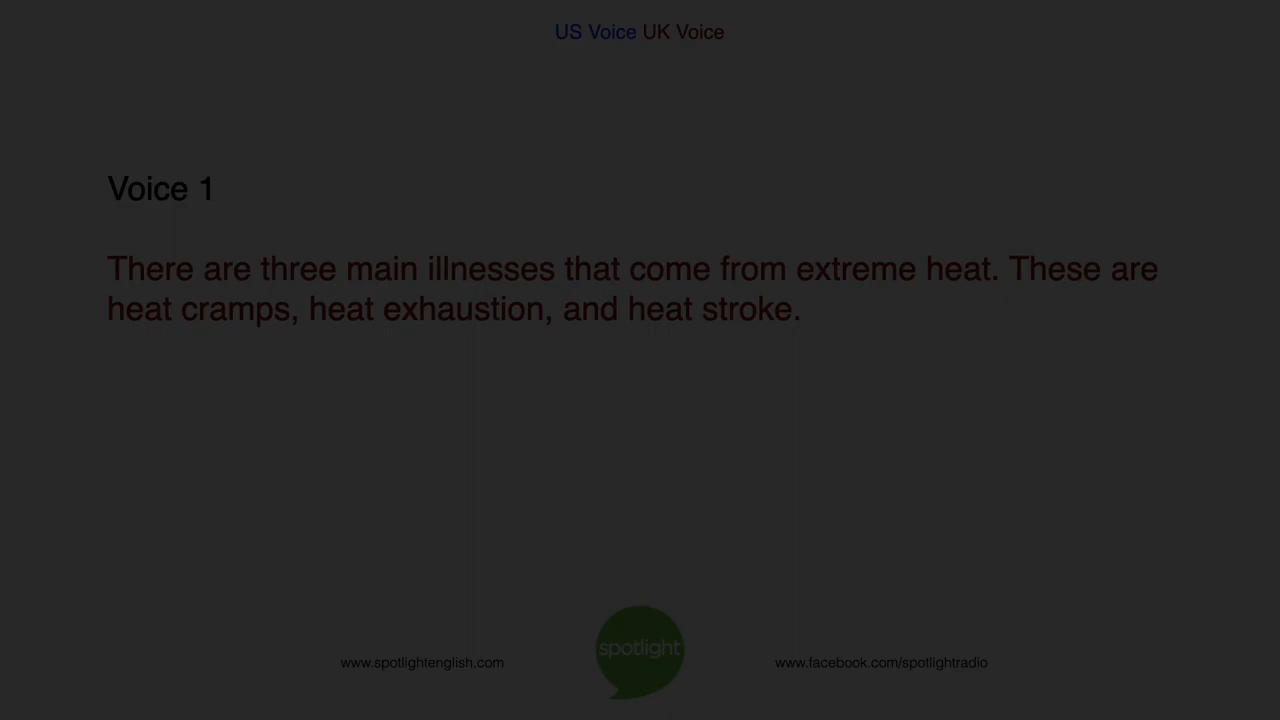 US Voice UK Voice
Voice 1
There are three main illnesses that come from extreme heat. These are
heat cramps, heat exhaustion, and heat stroke.
spotlight
www.spotlightenglish.com
www.facebook.com/spotlightradio